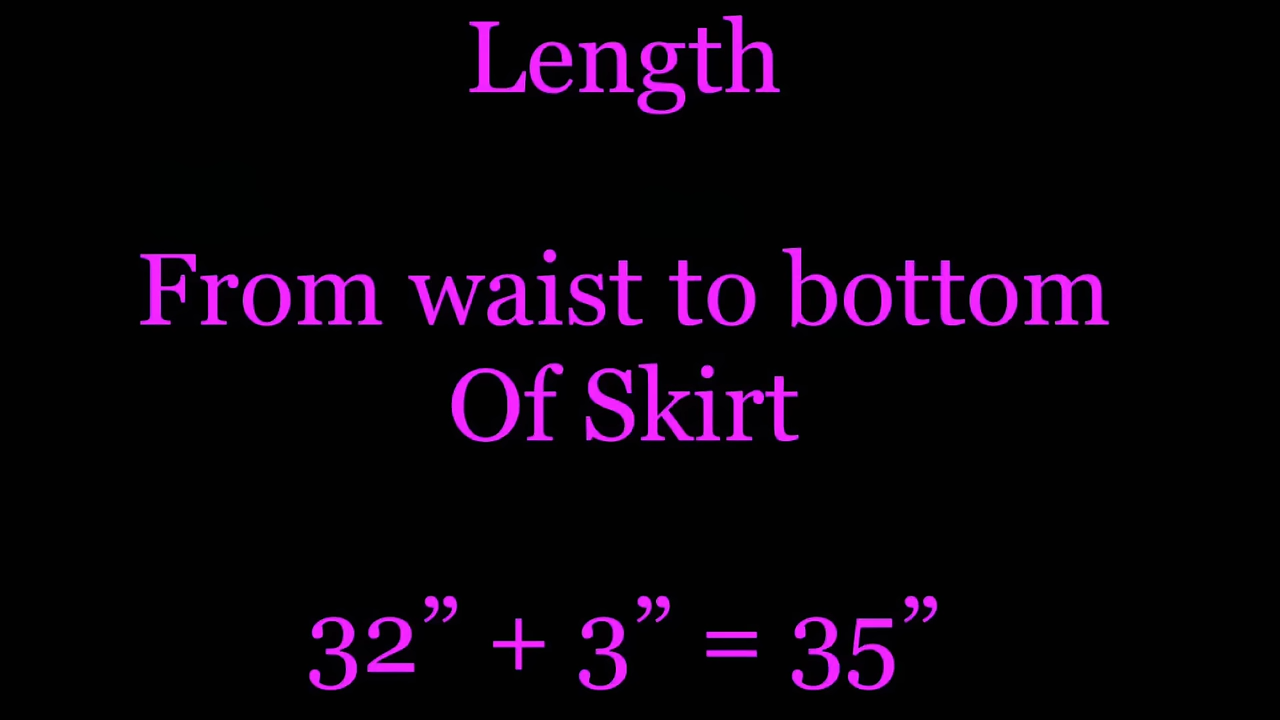 Length
From waist to bottom
Of Skirt
32” + 3” = 35”